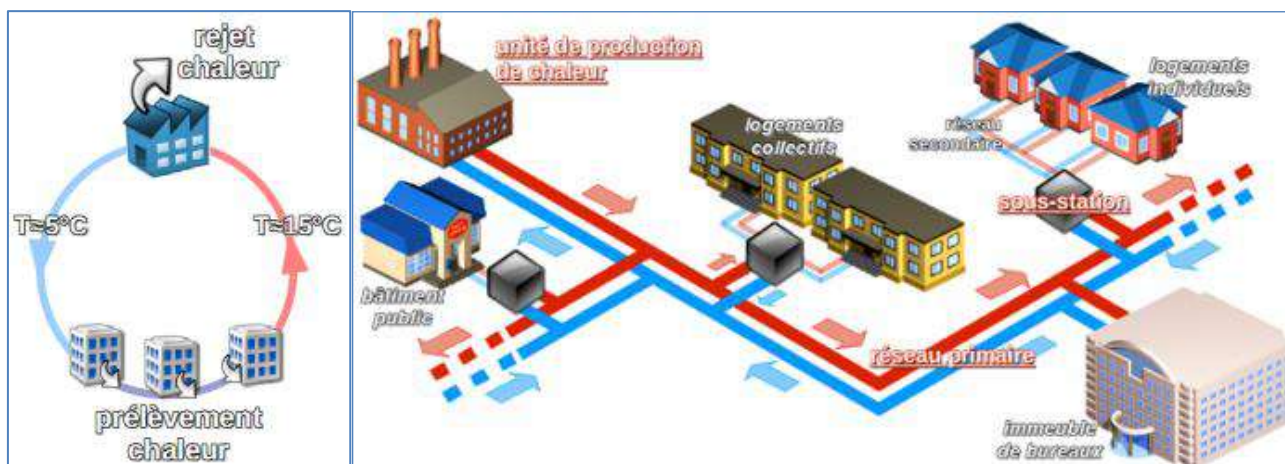 rejet
chaleur
T≈5°C
T≈15°C
prélèvement
chaleur
unité de production
de chaleur
logements
individuels
logements
collectifs
réseau
secondaire
sous-station
bâtiment
public
réseau primaire
immeuble
de bureaux